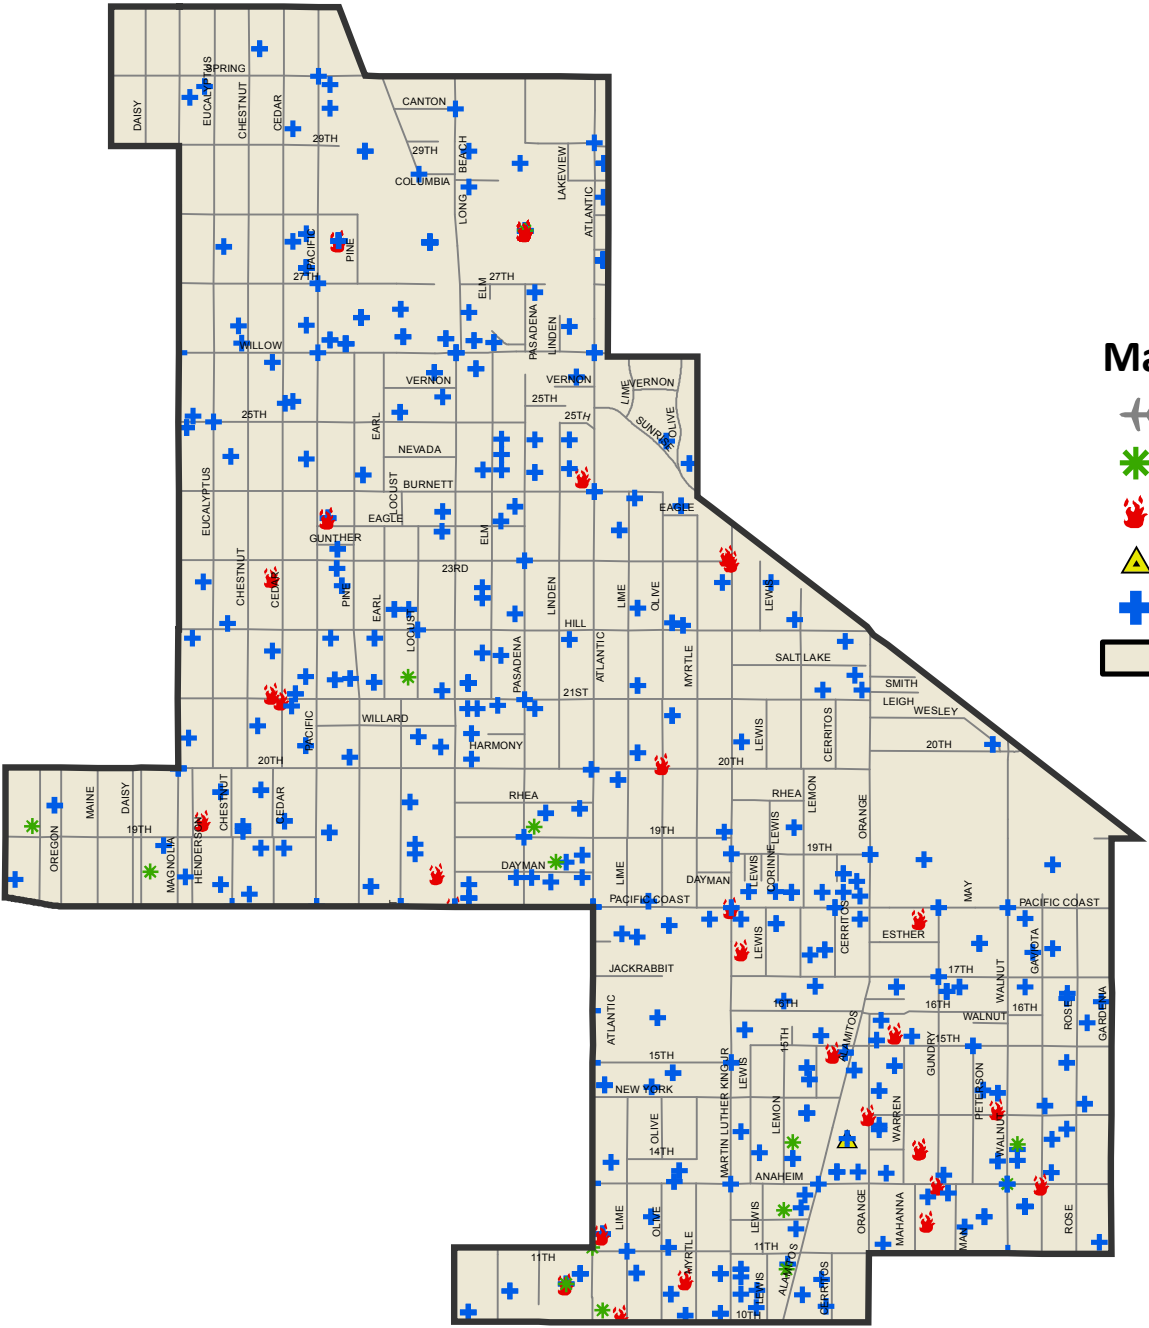 SPRING
DAISY
EUCALYPTUS
CHESTNUT
CEDAR
29TH
CANTON
29TH
COLUMBIA
BEACH
LONG
LAKEVIEW
ATLANTIC
PACIFIC
PINE
27TH
27TH
ELM
PASADENA
LINDEN
WILLOW
VERNON
VERNON
LIME
VERNON
25TH
25TH
25TH
EARL
SUNRISE
OLIVE
NEVADA
BURNETT
LOCUST
EUCALYPTUS
EAGLE
EAGLE
GUNTHER
ELM
23RD
CHESTNUT
CEDAR
PINE
EARL
LOCUST
LINDEN
LIME
OLIVE
LEWIS
HILL
PASADENA
ATLANTIC
MYRTLE
SALT LAKE
SMITH
LEIGH
WESLEY
21ST
PACIFIC
WILLARD
HARMONY
LEWIS
CERRITOS
20TH
20TH
20TH
MAINE
DAISY
CHESTNUT
CEDAR
RHEA
RHEA
LEMON
ORANGE
19TH
19TH
19TH
OREGON
MAGNOLIA
HENDERSON
DAYMAN
LIME
DAYMAN
LEWIS
CORINNE
LEWIS
MAY
PACIFIC COAST
PACIFIC COAST
LEWIS
CERRITOS
ESTHER
GAVIOTA
JACKRABBIT
17TH
WALNUT
ATLANTIC
16TH
16TH
WALNUT
16TH
ROSE
GARDENIA
15TH
ALAMITOS
GUNDRY
15TH
15TH
NEW YORK
MARTIN LUTHER KING JR
LEWIS
LEMON
WARREN
PETERSON
WALNUT
OLIVE
14TH
ANAHEIM
LIME
OLIVE
LEWIS
ORANGE
MAHANNA
MAN
ROSE
11TH
11TH
MYRTLE
LEWIS
ALAMITOS
CERRITOS
10TH
Ma